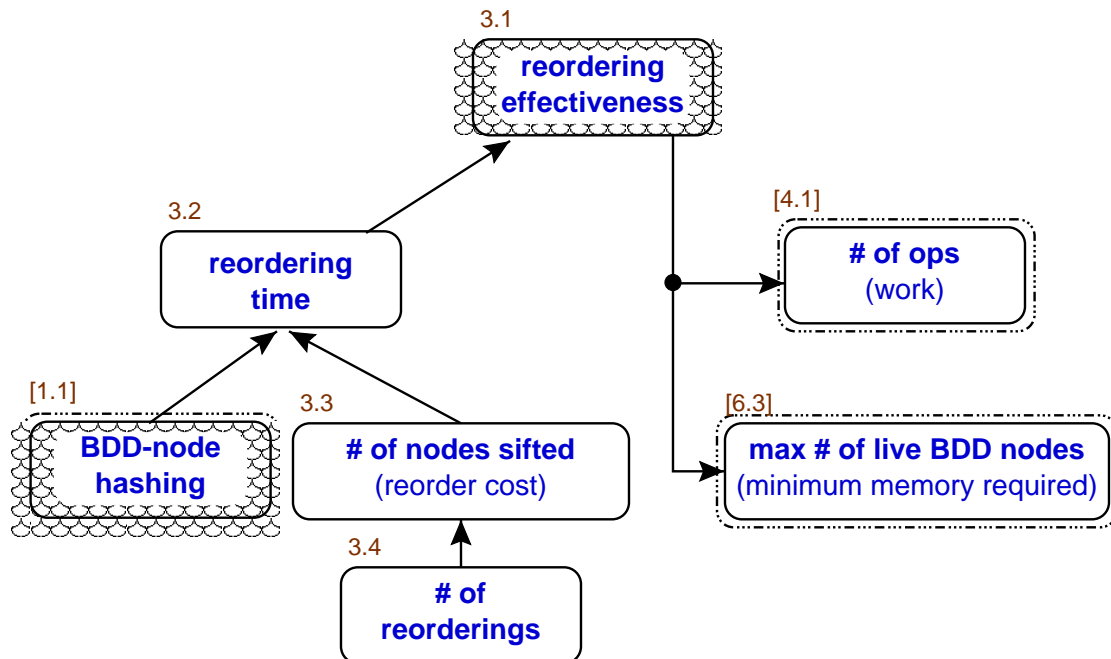 3.1
reordering
effectiveness
3.2
reordering
time
[4.1]
# of ops
(work)
[1.1]
BDD-node
hashing
3.3
# of nodes sifted
(reorder cost)
[6.3]
max # of live BDD nodes
(minimum memory required)
3.4
# of
reorderings